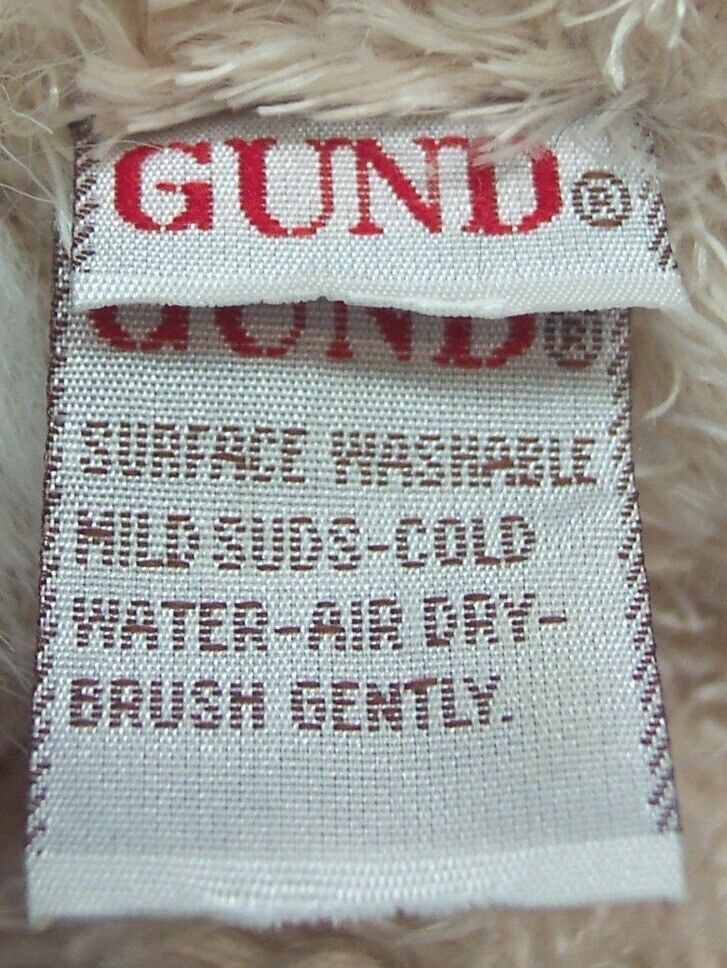 GUND®
GUND®
SURFACE WASHABLE
MILD SUDS-COLD
WATER-AIR DRY-
BRUSH GENTLY.